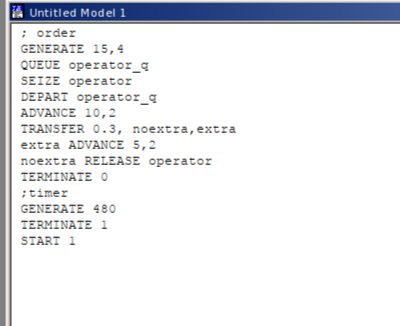 Untitled Model 1
; order
GENERATE 15,4
QUEUE operator_q
SEIZE operator
DEPART operator_q
ADVANCE 10,2
TRANSFER 0.3, noextra,extra
extra ADVANCE 5,2
noextra RELEASE operator
TERMINATE 0
;timer
GENERATE 480
TERMINATE 1
START 1